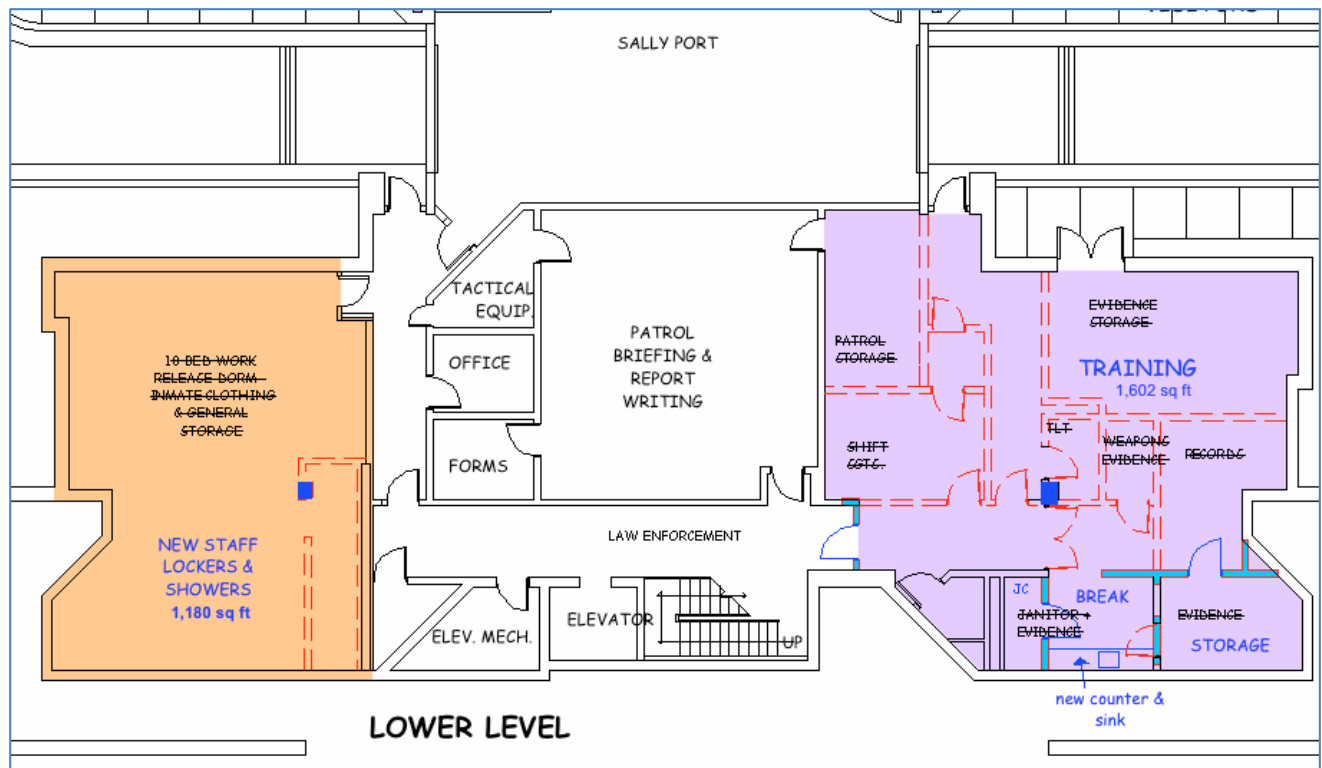 SALLY PORT
TACTICAL
EQUIP.
OFFICE
FORMS
PATROL
BRIEFING &
REPORT
WRITING
10 BED WORK
RELEASE DORM
INMATE CLOTHING
& GENERAL
STORAGE
NEW STAFF
LOCKERS &
SHOWERS
1,180 sq ft
PATROL
STORAGE
SHIFT
SGTS.
EVIDENCE
STORAGE
TRAINING
1,602 sq ft
TLT
WEAPONS
EVIDENCE
RECORDS
LAW ENFORCEMENT
ELEV. MECH.
ELEVATOR
UP
JC
JANITOR +
EVIDENCE
BREAK
EVIDENCE
STORAGE
new counter &
sink
LOWER LEVEL